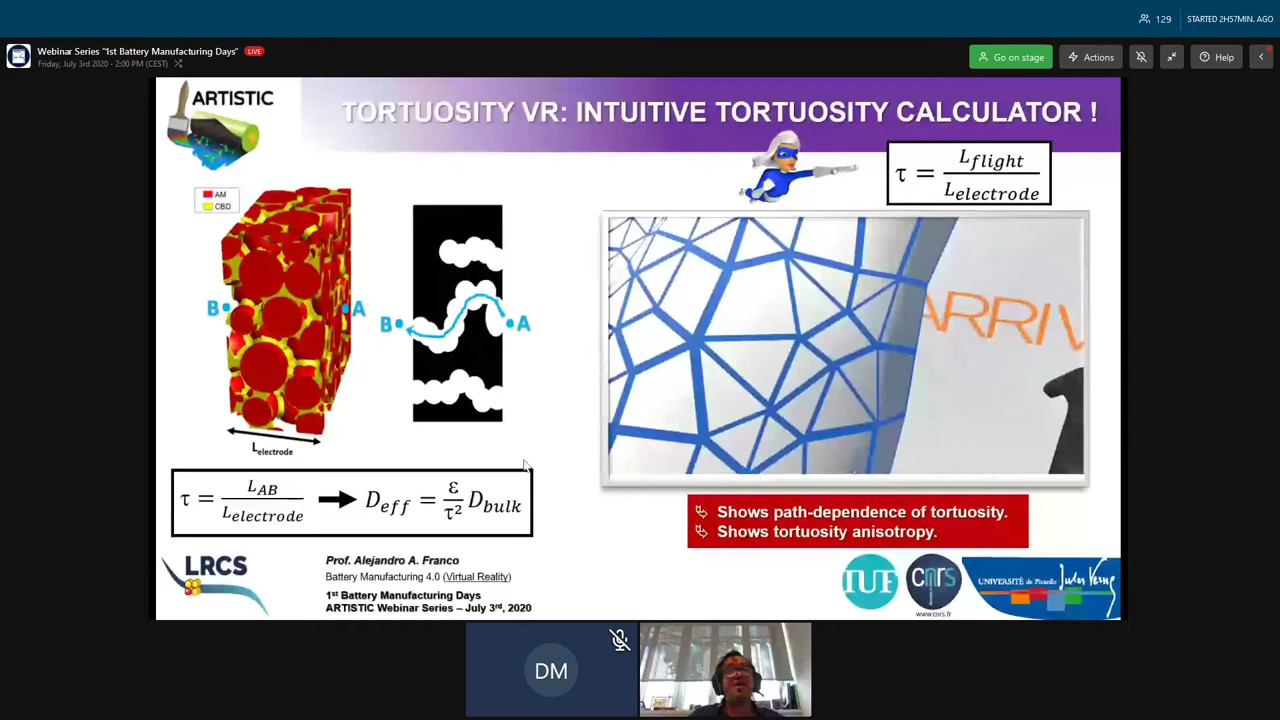 129
STARTED 2H57MIN. AGO
Webinar Series "1st Battery Manufacturing Days" LIVE
Friday, July 3rd 2020 - 2:00 PM (CEST)
Go on stage
Actions
Help
ARTISTIC
TORTUOSITY VR: INTUITIVE TORTUOSITY CALCULATOR !
τ = L_flight / L_electrode
AM
CBD
B
A
B
A
L_electrode
ARRIV
τ = L_AB / L_electrode → D_eff = ε/τ² D_bulk
Shows path-dependence of tortuosity.
Shows tortuosity anisotropy.
LRCS
Prof. Alejandro A. Franco
Battery Manufacturing 4.0 (Virtual Reality)
1st Battery Manufacturing Days
ARTISTIC Webinar Series – July 3rd, 2020
IUF
cnrs
www.cnrs.fr
UNIVERSITÉ de Picardie Jules Verne
DM